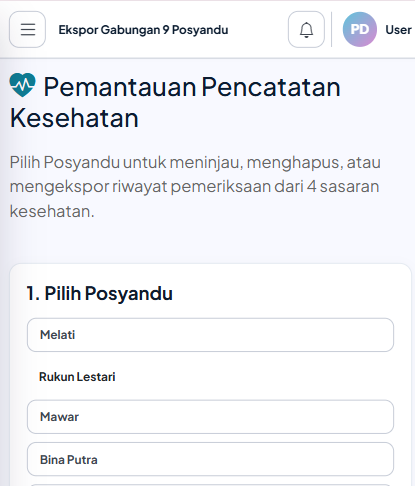 Ekspor Gabungan 9 Posyandu
PD
User
Pemantauan Pencatatan
Kesehatan
Pilih Posyandu untuk meninjau, menghapus, atau
mengekspor riwayat pemeriksaan dari 4 sasaran
kesehatan.
1. Pilih Posyandu
Melati
Rukun Lestari
Mawar
Bina Putra